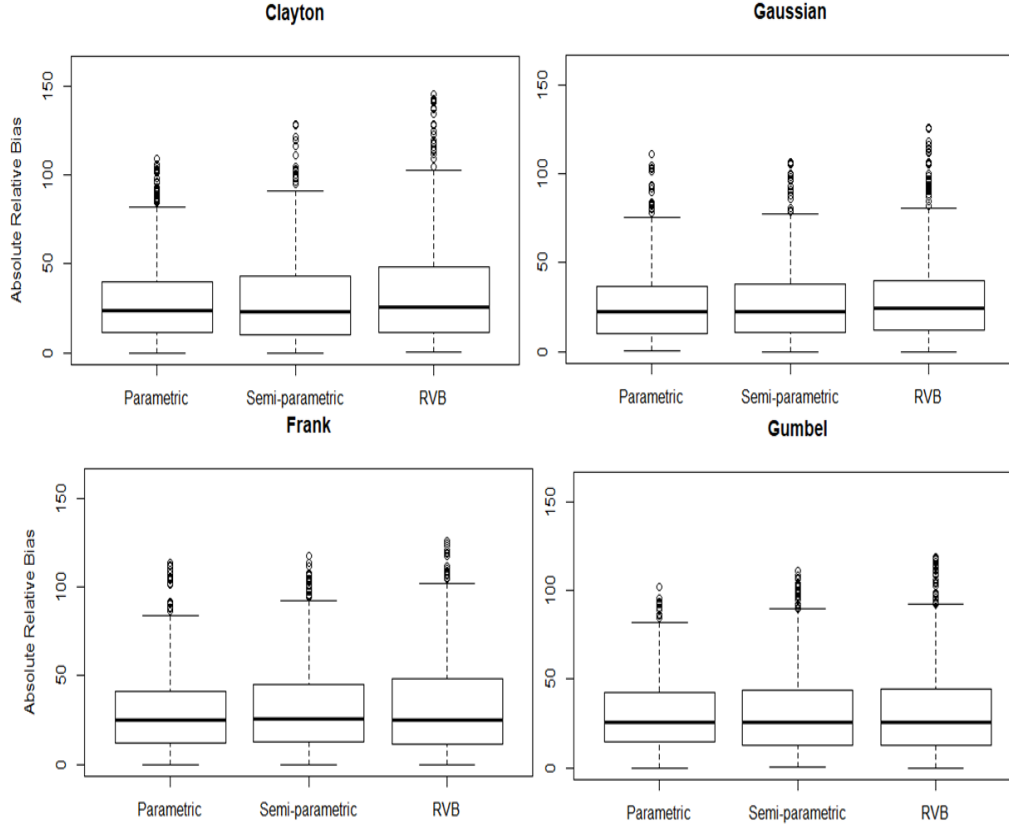 Clayton
Gaussian
Absolute Relative Bias
150
100
50
0
150
100
50
0
Parametric Semi-parametric RVB
Parametric Semi-parametric RVB
Frank
Gumbel
Absolute Relative Bias
150
100
50
0
150
100
50
0
Parametric Semi-parametric RVB
Parametric Semi-parametric RVB